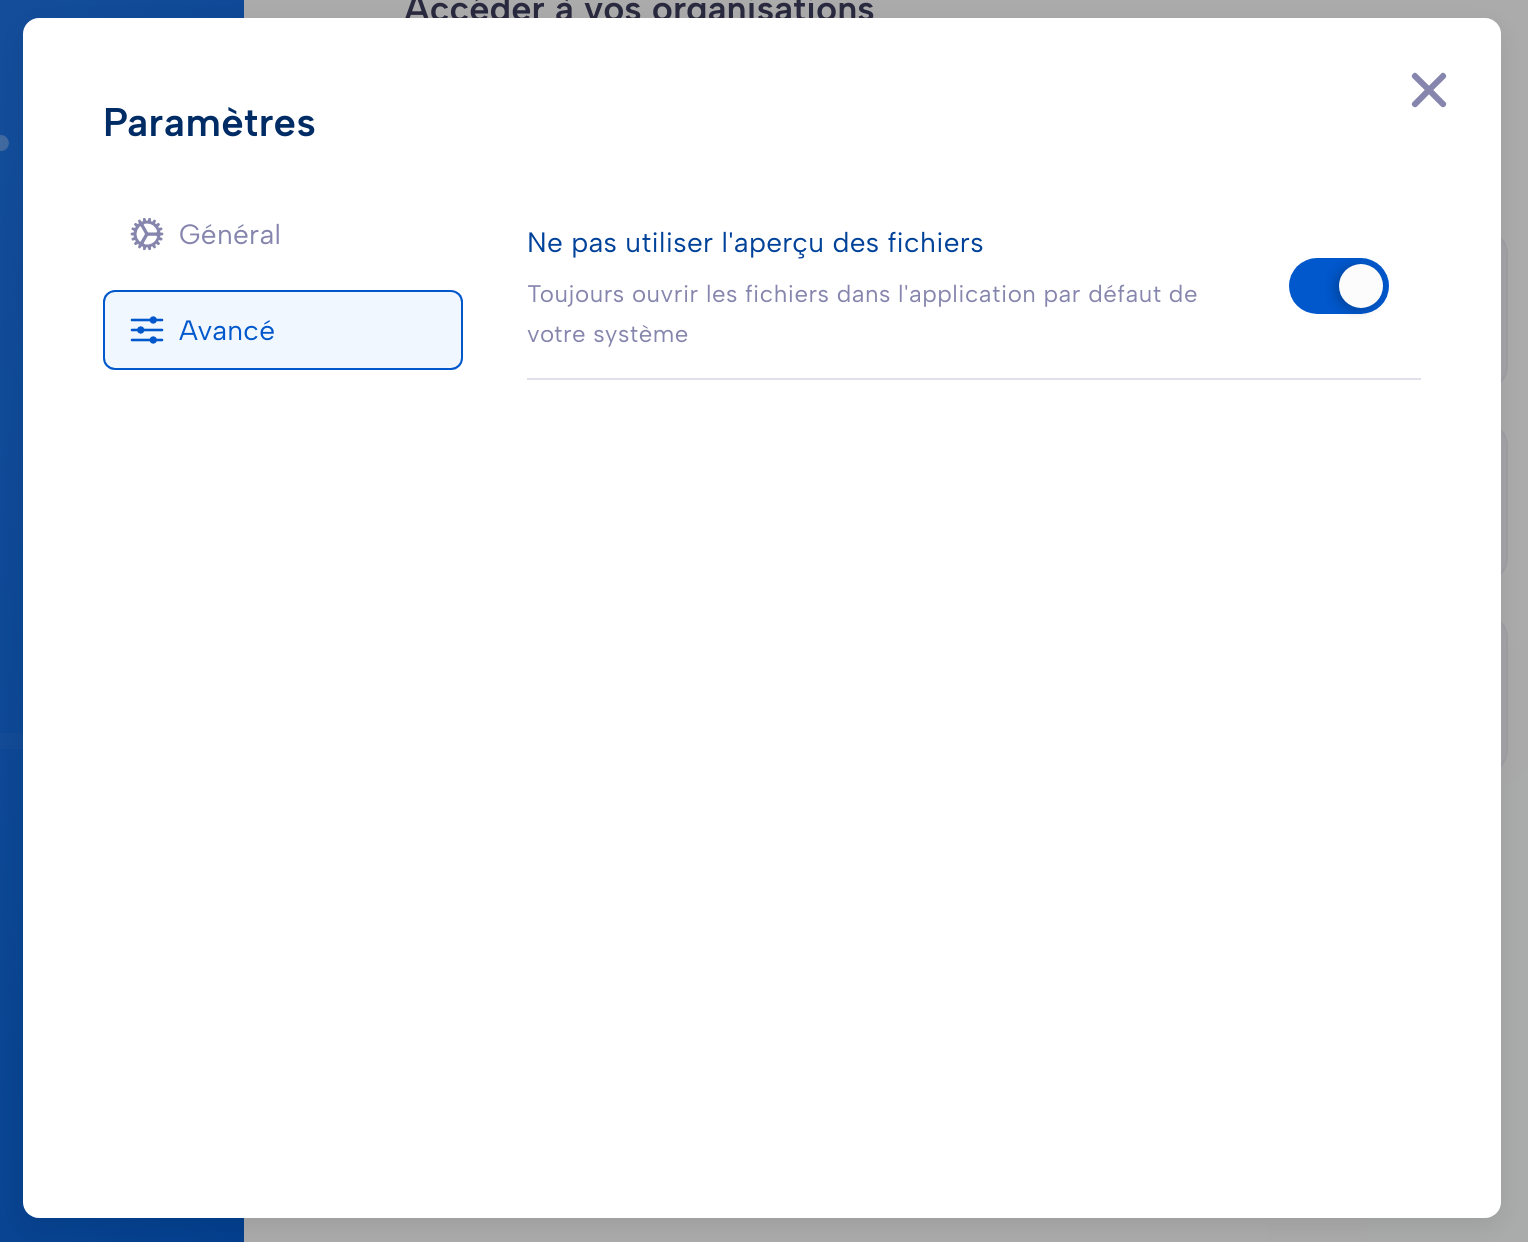 Accéder à vos organisations
Paramètres
Général
Avancé
Ne pas utiliser l'aperçu des fichiers
Toujours ouvrir les fichiers dans l'application par défaut de
votre système